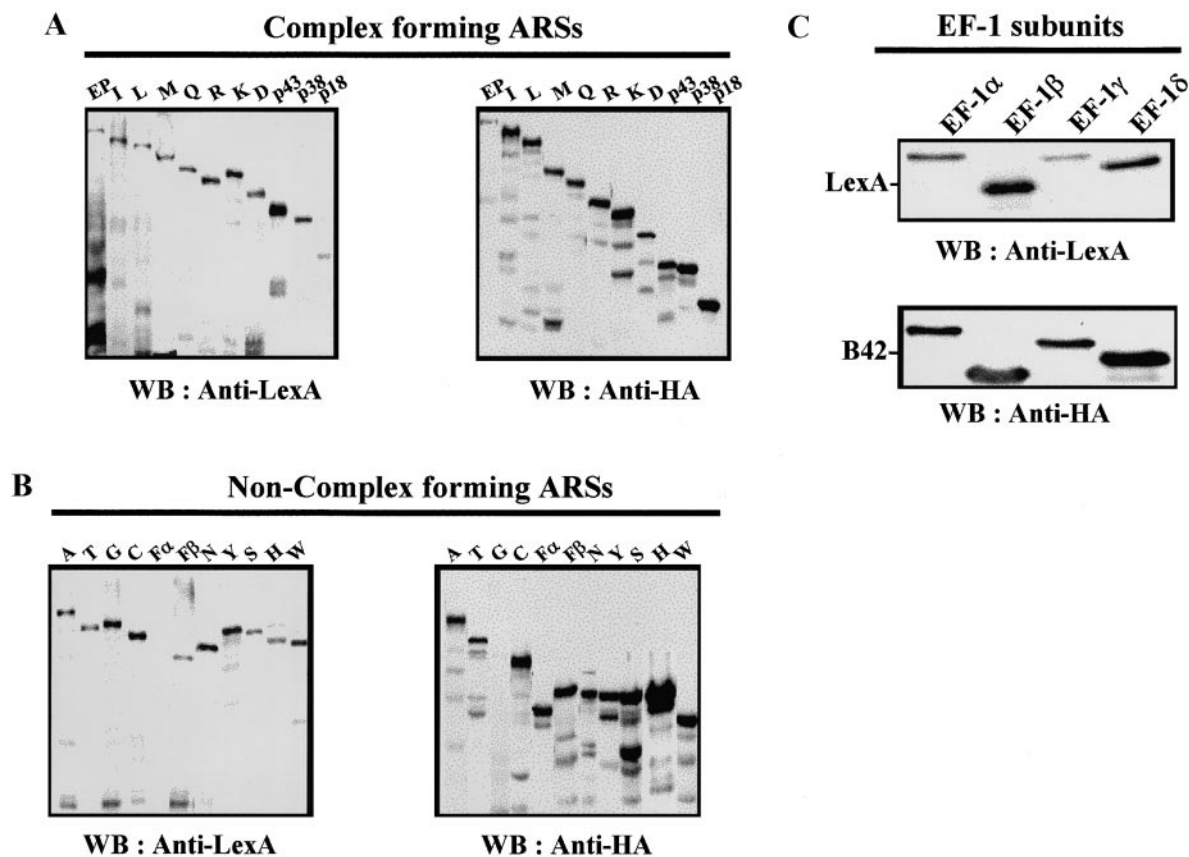 A
Complex forming ARSs
EP I L M Q R K D p43 p38 p18
EP I L M Q R K D p43 p38 p18
WB : Anti-LexA
WB : Anti-HA
B
Non-Complex forming ARSs
A T G C Fα Fβ N Y S H W
A T G C Fα Fβ N Y S H W
WB : Anti-LexA
WB : Anti-HA
C
EF-1 subunits
EF-1α EF-1β EF-1γ EF-1δ
LexA
WB : Anti-LexA
B42
WB : Anti-HA